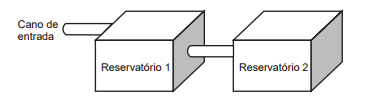 Cano de
entrada
Reservatório 1
Reservatório 2